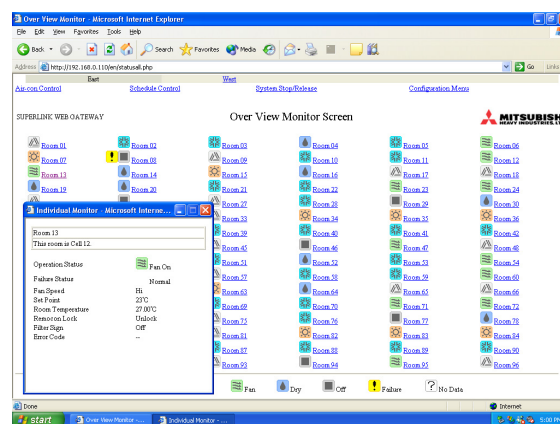 Over View Monitor - Microsoft Internet Explorer
File Edit View Favorites Tools Help
Back Search Favorites Media
Address http://192.168.0.110/en/statusall.php Go Links
East West
Air-con Control Schedule Control System Stop/Release Configuration Menu
SUPERLINK WEB GATEWAY Over View Monitor Screen MITSUBISH
HEAVY INDUSTRIES, LT
Room 01 Room 02 Room 03 Room 04 Room 05 Room 06
Room 07 Room 08 Room 09 Room 10 Room 11 Room 12
Room 13 Room 14 Room 15 Room 16 Room 17 Room 18
Room 19 Room 20 Room 21 Room 22 Room 23 Room 24
Room 27 Room 28 Room 29 Room 30
Room 33 Room 34 Room 35 Room 36
Room 39 Room 40 Room 41 Room 42
Room 45 Room 46 Room 47 Room 48
Room 51 Room 52 Room 53 Room 54
Room 57 Room 58 Room 59 Room 60
Room 63 Room 64 Room 65 Room 66
Room 69 Room 70 Room 71 Room 72
Room 75 Room 76 Room 77 Room 78
Room 81 Room 82 Room 83 Room 84
Room 87 Room 88 Room 89 Room 90
Room 93 Room 94 Room 95 Room 96
Individual Monitor - Microsoft Interne...
Room 13
This room is Cell 12.
Operation Status Fan On
Failure Status Normal
Fan Speed Hi
Set Point 23℃
Room Temperature 27.00℃
Remocon Lock Unlock
Filter Sign Off
Error Code --
Fan Dry Off Failure ? No Data
Done Internet
start Over View Monitor -... Individual Monitor -... 5:00 PM